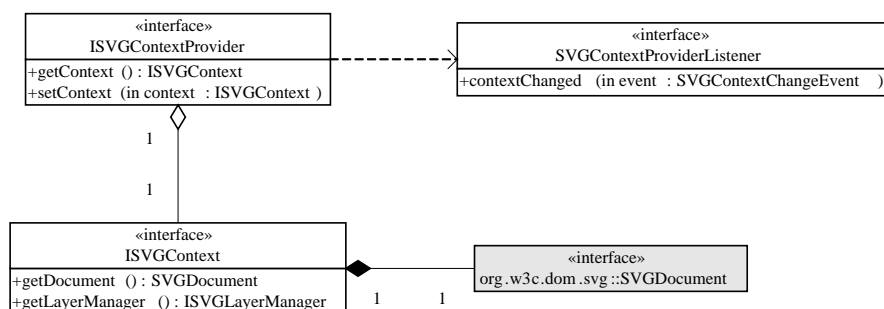 «interface»
ISVGContextProvider
+getContext () : ISVGContext
+setContext (in context : ISVGContext )
«interface»
SVGContextProviderListener
+contextChanged (in event : SVGContextChangeEvent )
1
1
«interface»
ISVGContext
+getDocument () : SVGDocument
+getLayerManager () : ISVGLayerManager
1 1
«interface»
org.w3c.dom.svg::SVGDocument